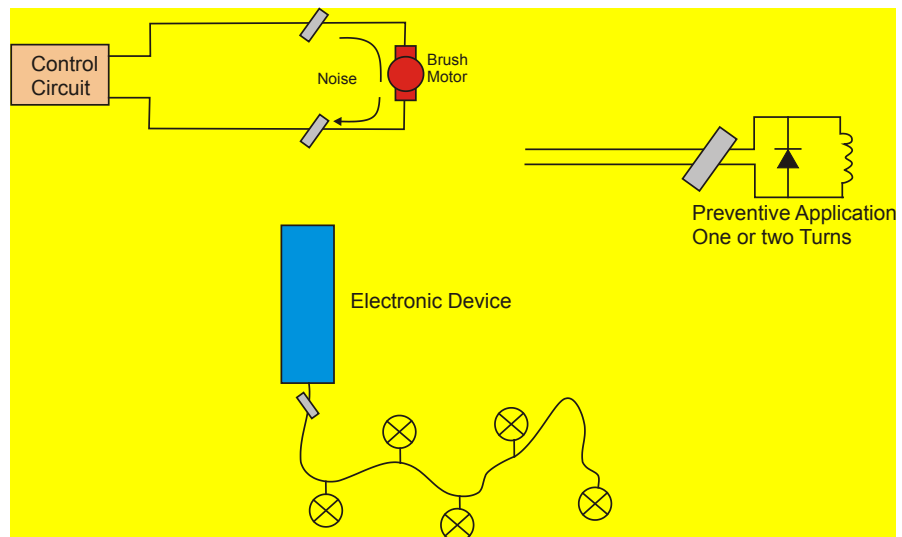 Control
Circuit
Noise
Brush
Motor
Preventive Application
One or two Turns
Electronic Device